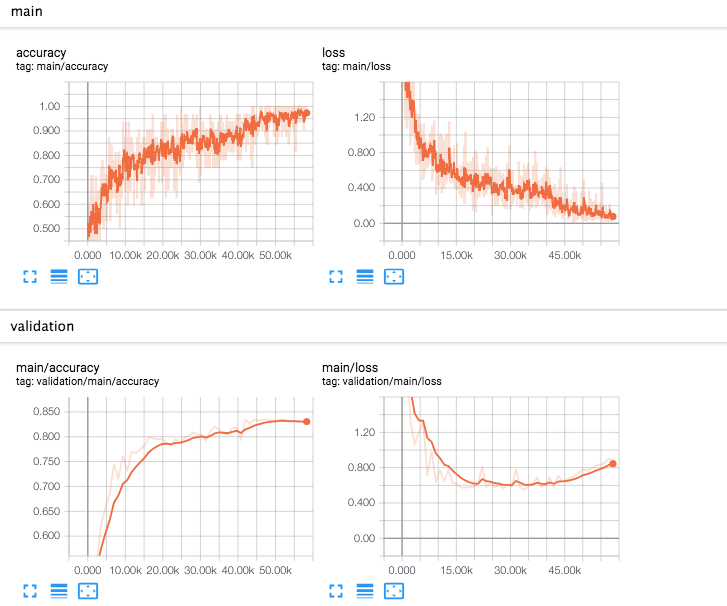 main
accuracy
tag: main/accuracy
1.00
0.900
0.800
0.700
0.600
0.500
0.000 10.00k 20.00k 30.00k 40.00k 50.00k
loss
tag: main/loss
1.20
0.800
0.400
0.00
0.000 15.00k 30.00k 45.00k
validation
main/accuracy
tag: validation/main/accuracy
0.850
0.800
0.750
0.700
0.650
0.600
0.000 10.00k 20.00k 30.00k 40.00k 50.00k
main/loss
tag: validation/main/loss
1.20
0.800
0.400
0.00
0.000 15.00k 30.00k 45.00k